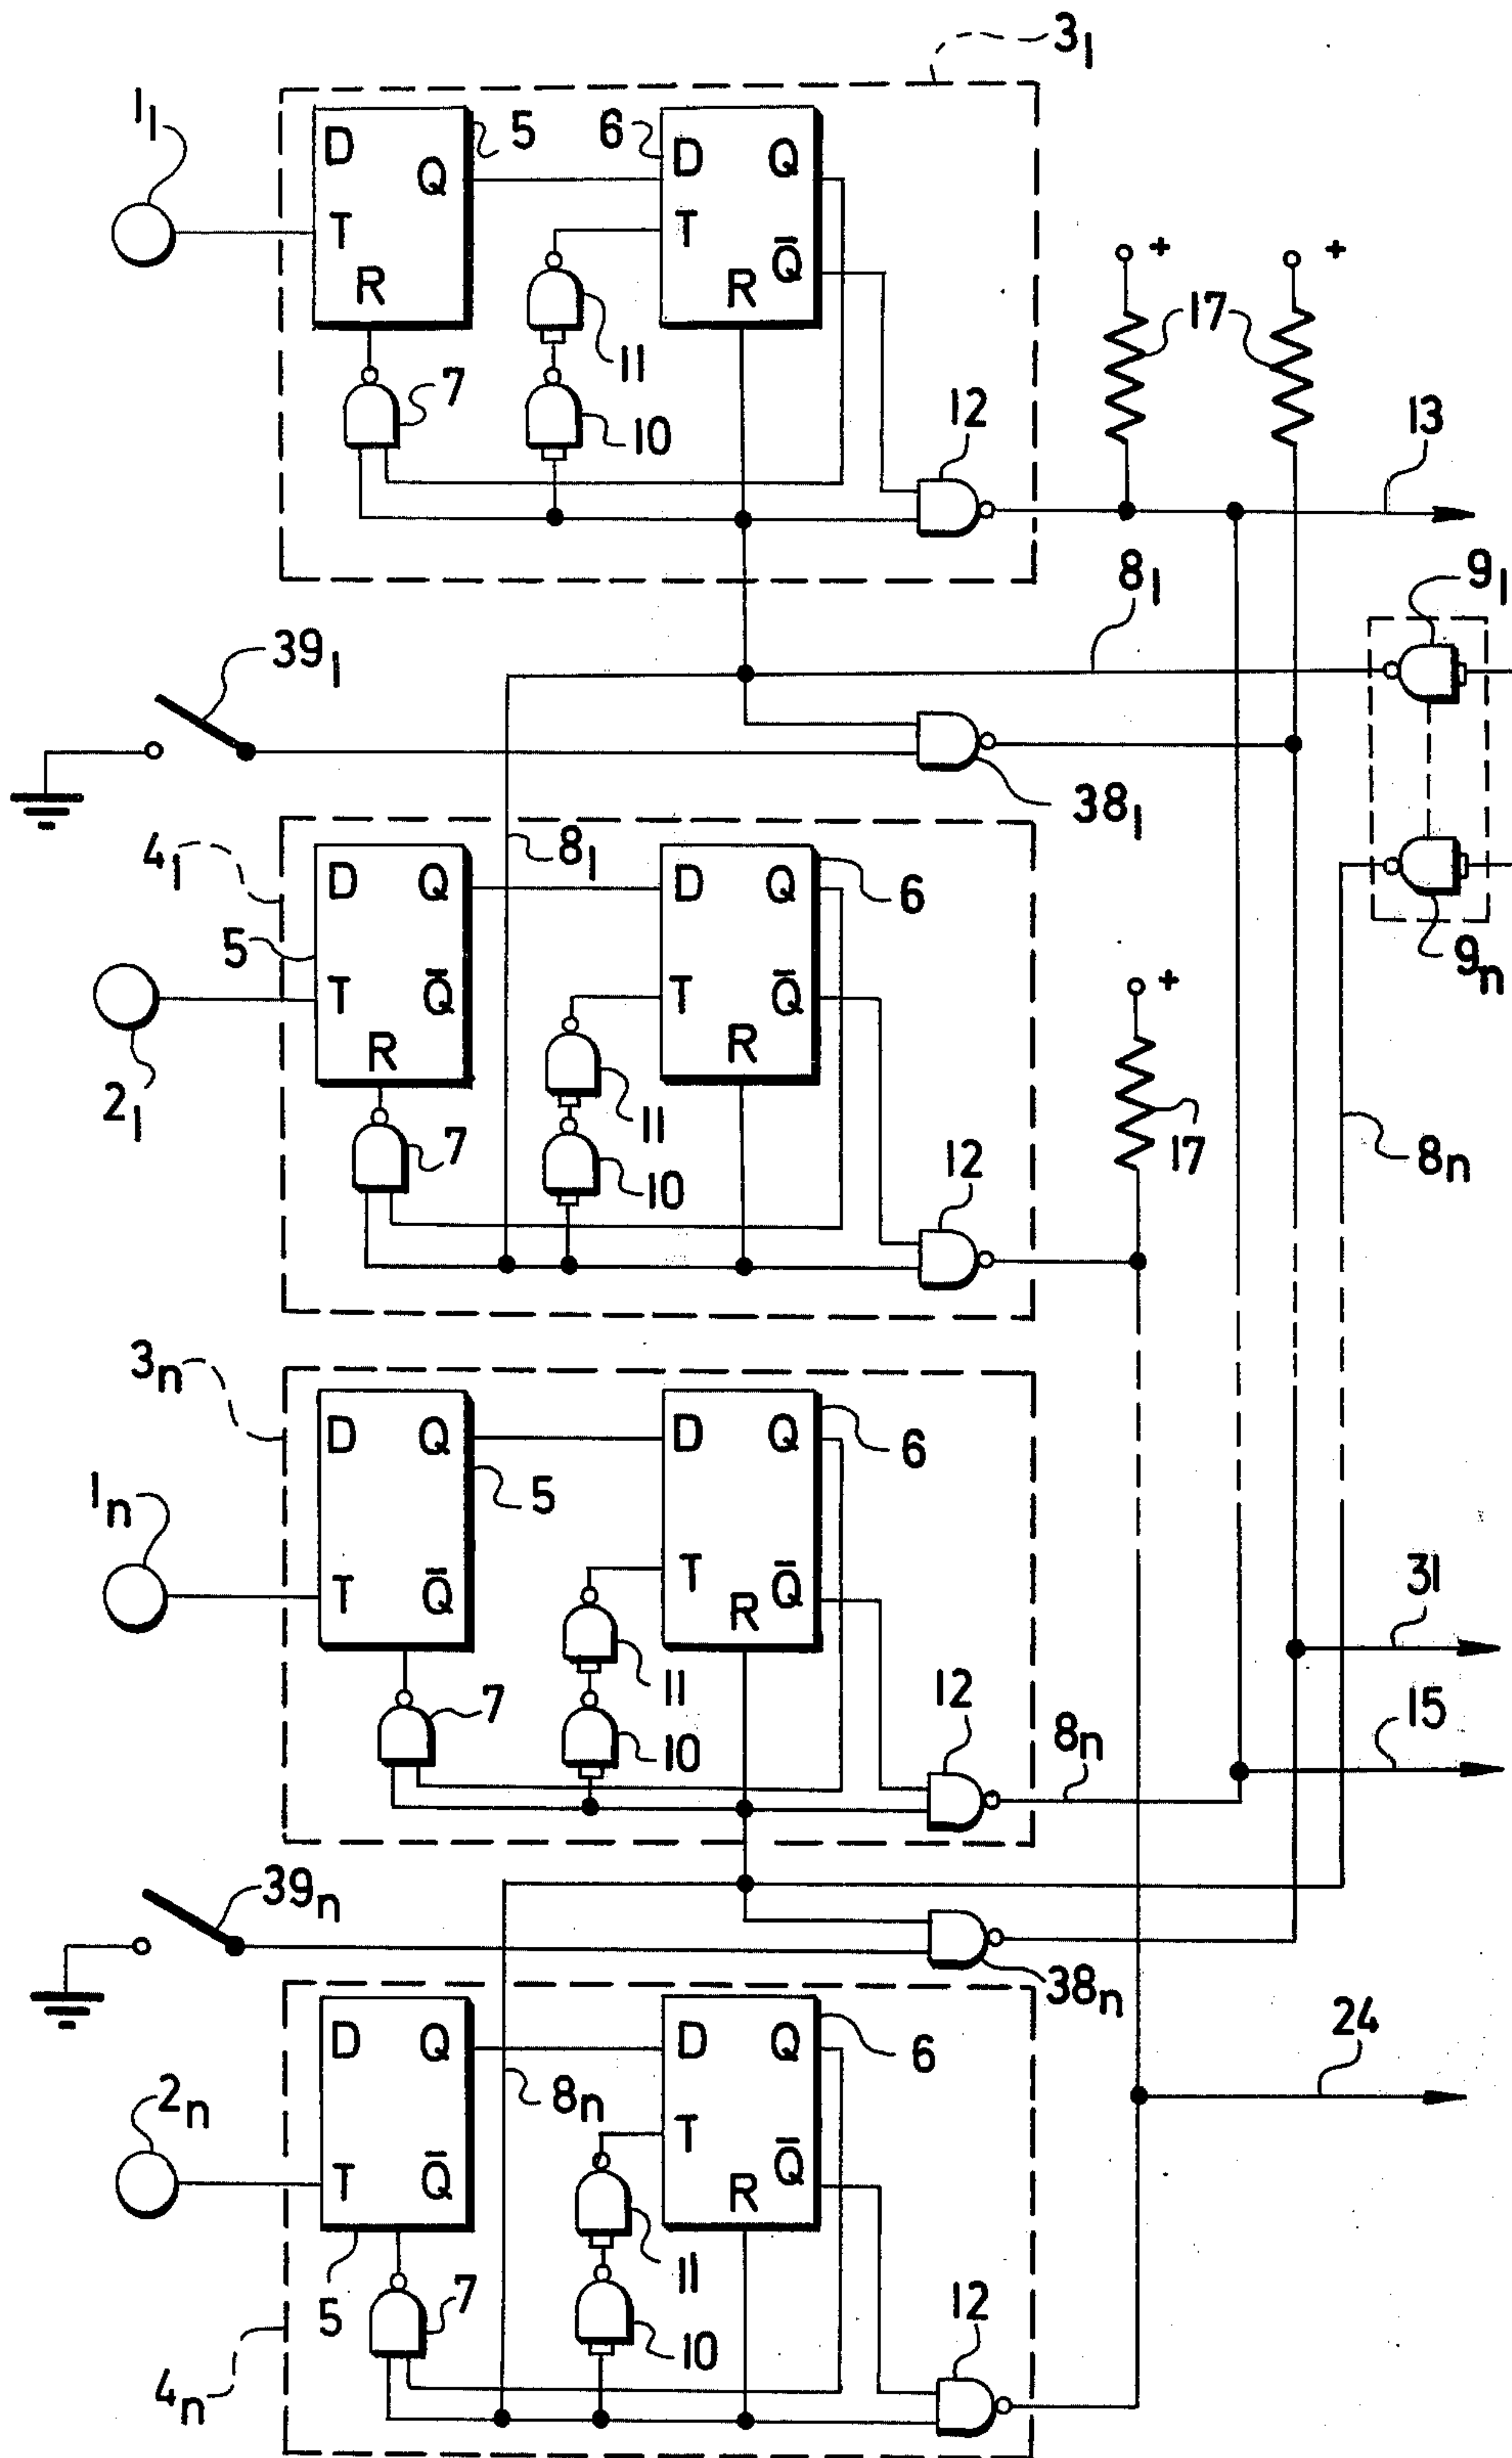 3₁
1₁
D Q 5 6 D Q
T T Q̄
R R
11
7 10 12
+ +
17
13
8₁ 9₁
39₁
38₁
4₁ 8₁
D Q D Q 6
5
T Q̄ T Q̄
R R
9ₙ
2₁
11
7 10 12
+
17 8ₙ
3ₙ
D Q D Q 6
1ₙ 5
T Q̄ T Q̄
R
11
7 10 12
8ₙ
31
15
39ₙ
38ₙ
D Q D Q 6
2ₙ 8ₙ
T Q̄ T Q̄
R
24
11
5 7 10 12
4ₙ